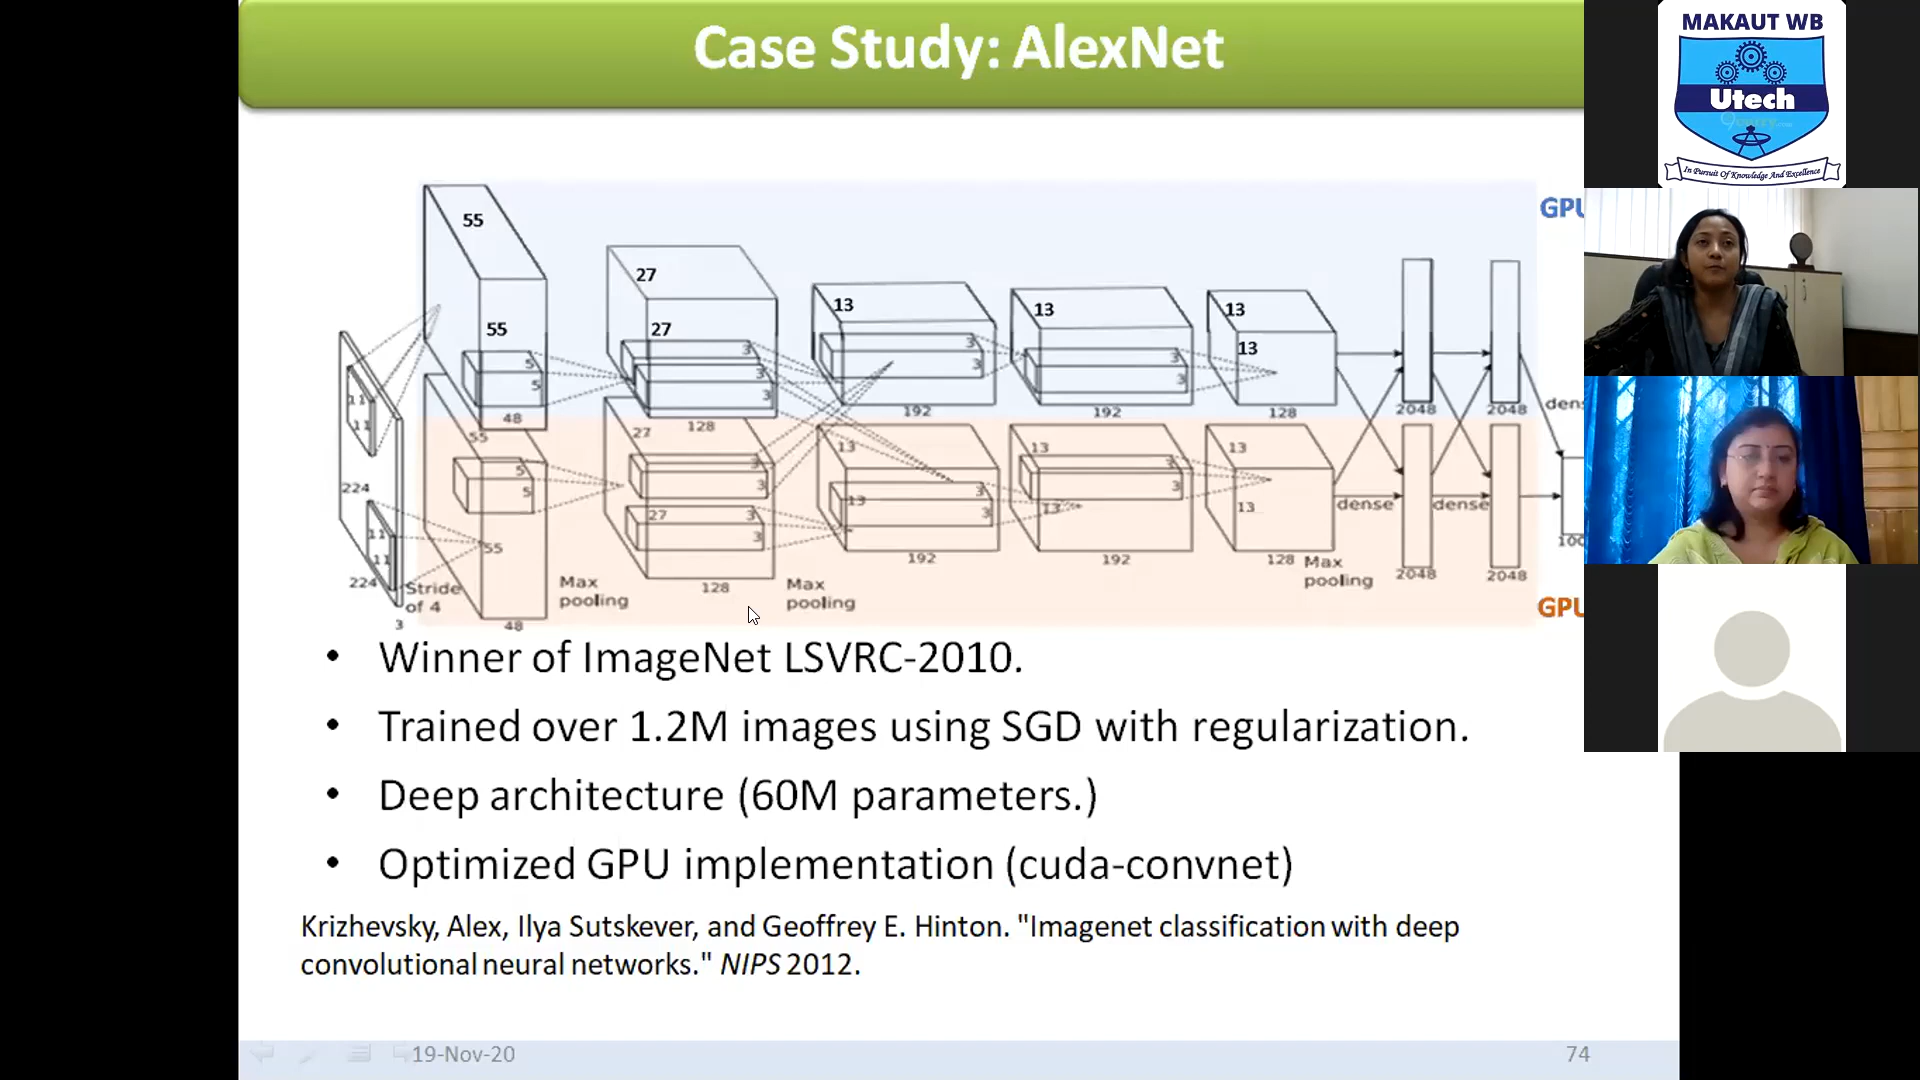 Case Study: AlexNet
MAKAUT WB
Utech
In Pursuit Of Knowledge And Excellence
GPU
55
55
5
5
48
27
27
3
3
3
128
13
3
3
192
13
3
3
192
13
13
128
2048
2048
dens
11
11
224
11
11
224
3
Stride
of 4
55
5
5
55
48
Max
pooling
27
3
3
27
3
3
128
Max
pooling
13
13
3
3
192
13
3
3
13
192
13
13
128
Max
pooling
dense
2048
dense
2048
100
GPU
• Winner of ImageNet LSVRC-2010.
• Trained over 1.2M images using SGD with regularization.
• Deep architecture (60M parameters.)
• Optimized GPU implementation (cuda-convnet)
Krizhevsky, Alex, Ilya Sutskever, and Geoffrey E. Hinton. "Imagenet classification with deep
convolutional neural networks." NIPS 2012.
19-Nov-20
74